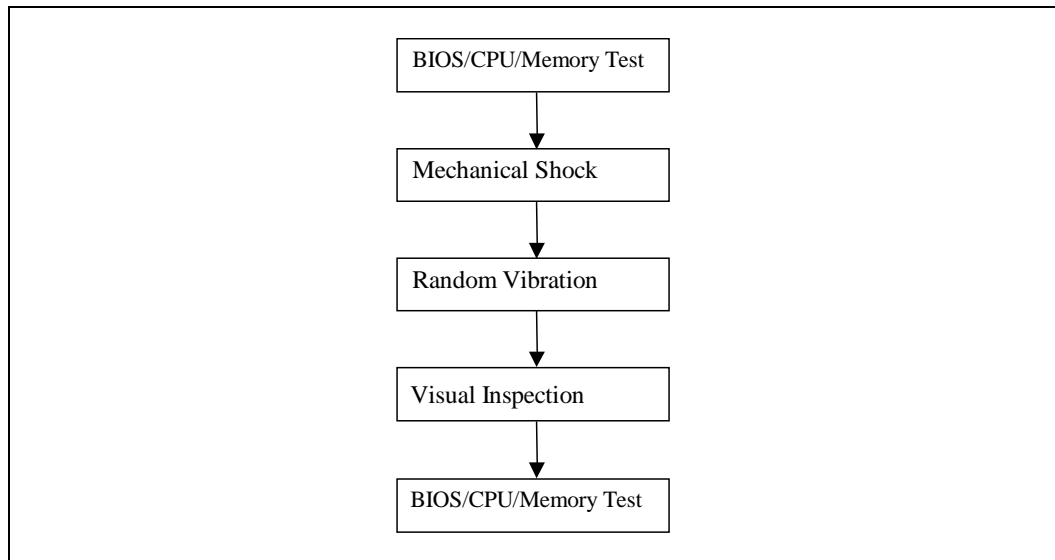 BIOS/CPU/Memory Test
Mechanical Shock
Random Vibration
Visual Inspection
BIOS/CPU/Memory Test